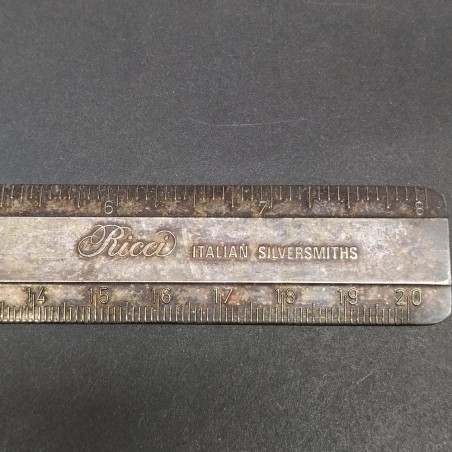 6 7 8
Ricci ITALIAN SILVERSMITHS
14 15 16 17 18 19 20